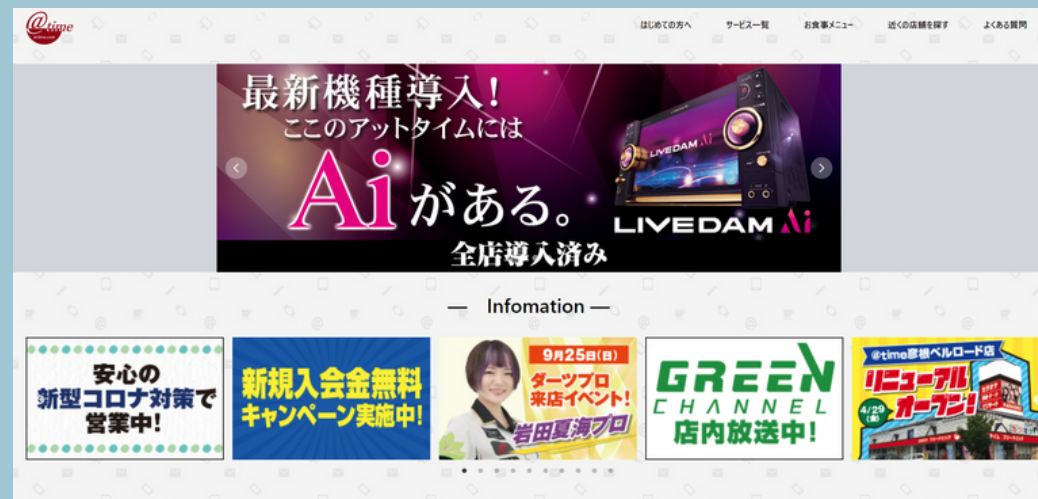 @time
はじめての方へ
サービス一覧
お食事メニュー
近くの店舗を探す
よくある質問
最新機種導入!
ここのアットタイムには
Aiがある。
全店導入済み
LIVEDAM Ai
LIVEDAM Ai
― Infomation ―
安心の
新型コロナ対策で
営業中!
新規入会金無料
キャンペーン実施中!
9月25日(日)
ダーツプロ
来店イベント!
岩田夏海プロ
GREEN
CHANNEL
店内放送中!
@time彦根ベルロード店
リニューアル
オープン!
4/29
(金)